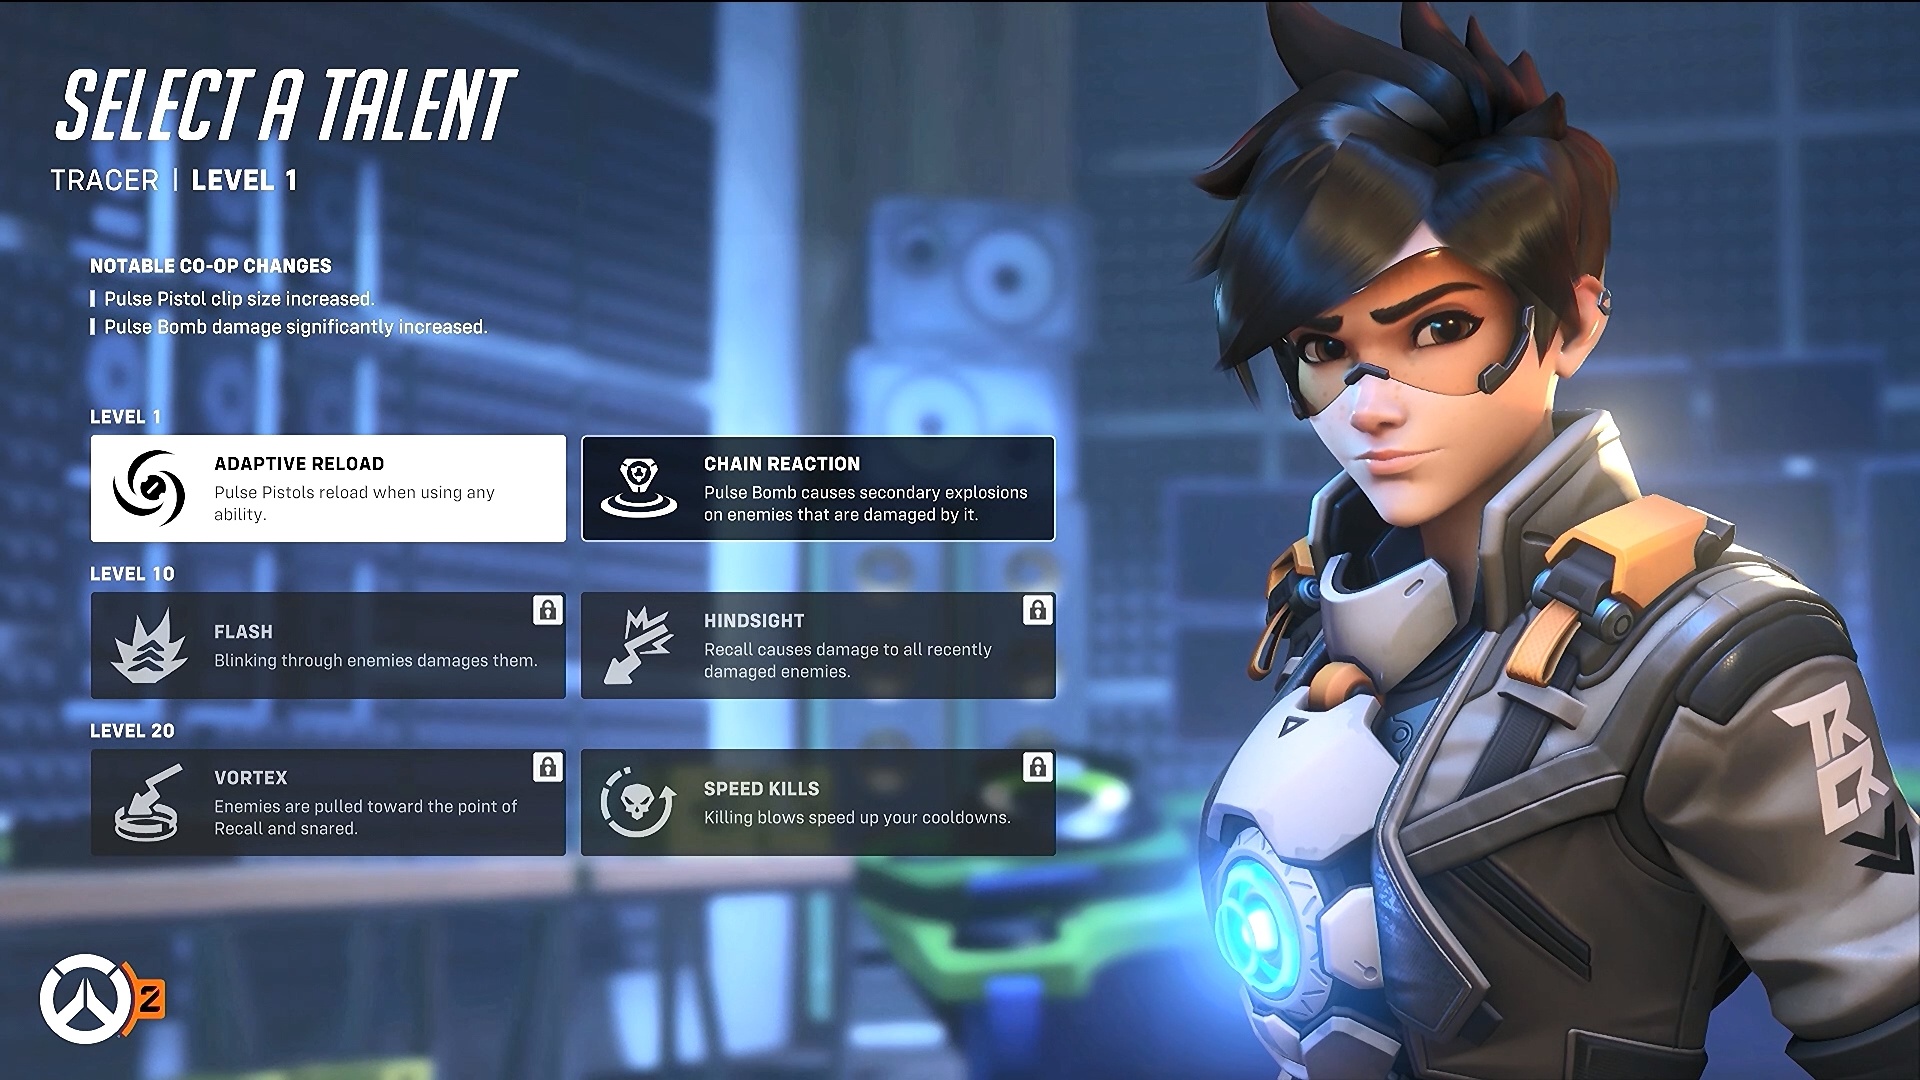 SELECT A TALENT
TRACER | LEVEL 1
NOTABLE CO-OP CHANGES
Pulse Pistol clip size increased.
Pulse Bomb damage significantly increased.
LEVEL 1
ADAPTIVE RELOAD
Pulse Pistols reload when using any
ability.
CHAIN REACTION
Pulse Bomb causes secondary explosions
on enemies that are damaged by it.
LEVEL 10
FLASH
Blinking through enemies damages them.
HINDSIGHT
Recall causes damage to all recently
damaged enemies.
LEVEL 20
VORTEX
Enemies are pulled toward the point of
Recall and snared.
SPEED KILLS
Killing blows speed up your cooldowns.
2
TR
CR